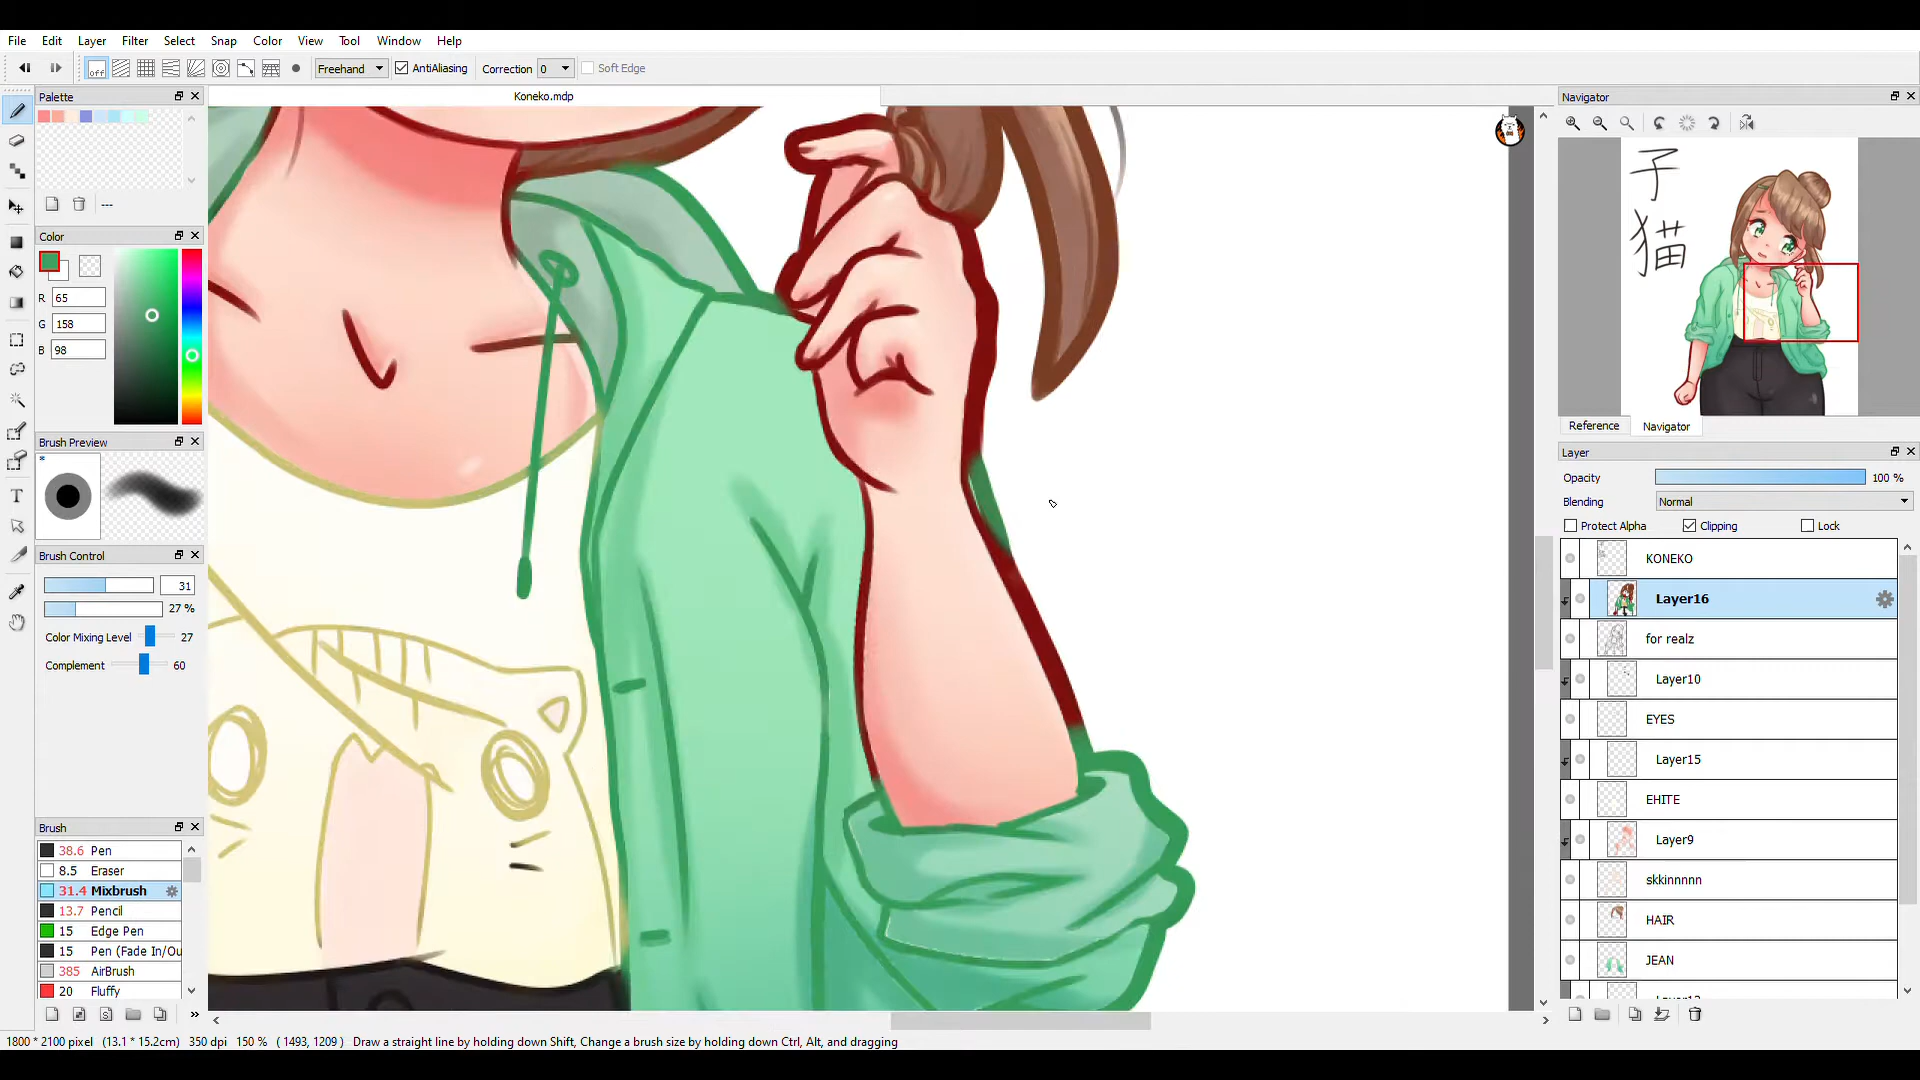 File Edit Layer Filter Select Snap Color View Tool Window Help
off Freehand AntiAliasing Correction 0 Soft Edge
Palette
Koneko.mdp
Navigator
---
子
猫
Color
R 65
G 158
B 98
Reference Navigator
Brush Preview
Layer
Opacity 100 %
Blending Normal
Protect Alpha Clipping Lock
Brush Control
31
27 %
Color Mixing Level 27
Complement 60
KONEKO
Layer16
for realz
Layer10
EYES
Layer15
EHITE
Layer9
skkinnnnn
HAIR
JEAN
Brush
38.6 Pen
8.5 Eraser
31.4 Mixbrush
13.7 Pencil
15 Edge Pen
15 Pen (Fade In/Ou
385 AirBrush
20 Fluffy
1800 * 2100 pixel (13.1 * 15.2cm) 350 dpi 150 % ( 1493, 1209 ) Draw a straight line by holding down Shift, Change a brush size by holding down Ctrl, Alt, and dragging